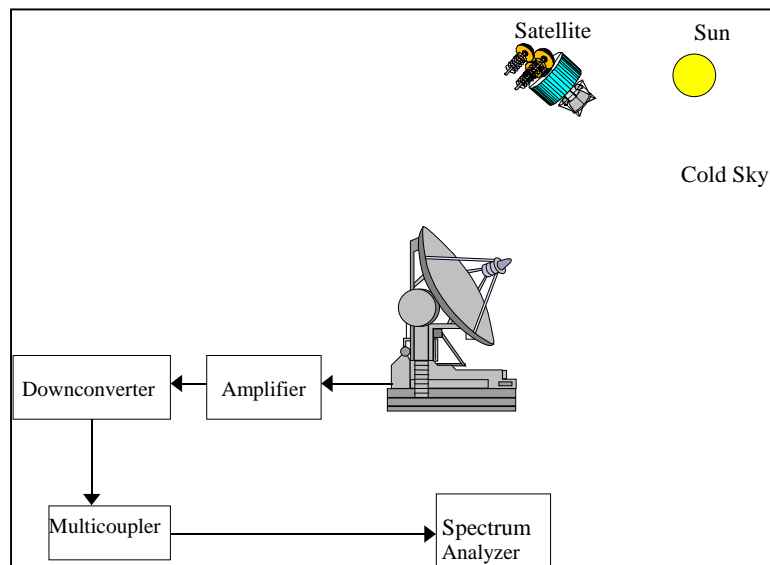 Satellite
Sun
Cold Sky
Downconverter
Amplifier
Multicoupler
Spectrum
Analyzer